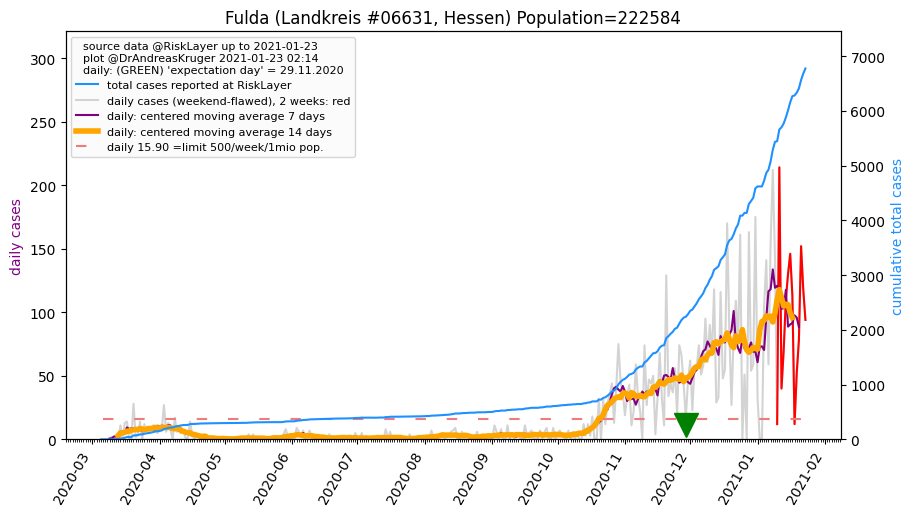 Fulda (Landkreis #06631, Hessen) Population=222584
source data @RiskLayer up to 2021-01-23
plot @DrAndreasKruger 2021-01-23 02:14
daily: (GREEN) 'expectation day' = 29.11.2020
total cases reported at RiskLayer
daily cases (weekend-flawed), 2 weeks: red
daily: centered moving average 7 days
daily: centered moving average 14 days
daily 15.90 =limit 500/week/1mio pop.
daily cases
300
250
200
150
100
50
0
cumulative total cases
7000
6000
5000
4000
3000
2000
1000
0
2020-03
2020-04
2020-05
2020-06
2020-07
2020-08
2020-09
2020-10
2020-11
2020-12
2021-01
2021-02